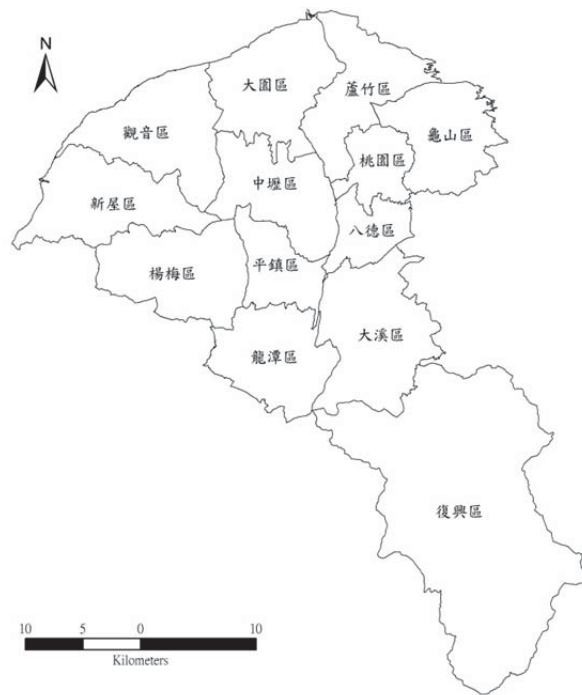 N
大園區
蘆竹區
觀音區
龜山區
桃園區
中壢區
新屋區
八德區
平鎮區
楊梅區
大溪區
龍潭區
復興區
10 5 0 10
Kilometers